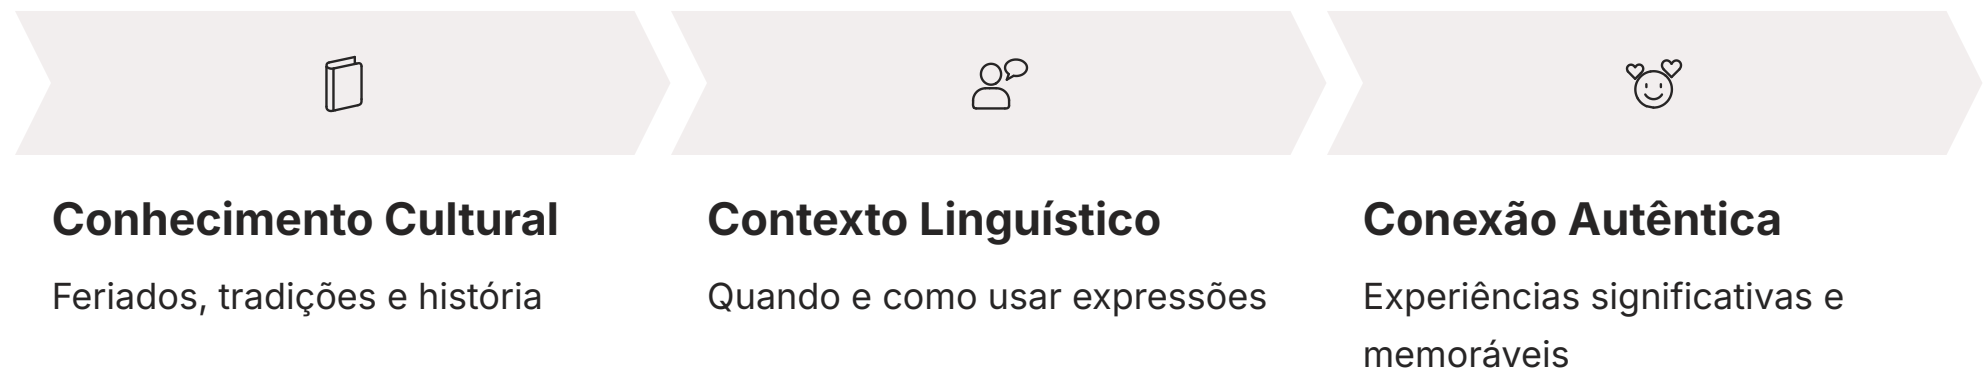 Conhecimento Cultural
Feriados, tradições e história
Contexto Linguístico
Quando e como usar expressões
Conexão Autêntica
Experiências significativas e
memoráveis